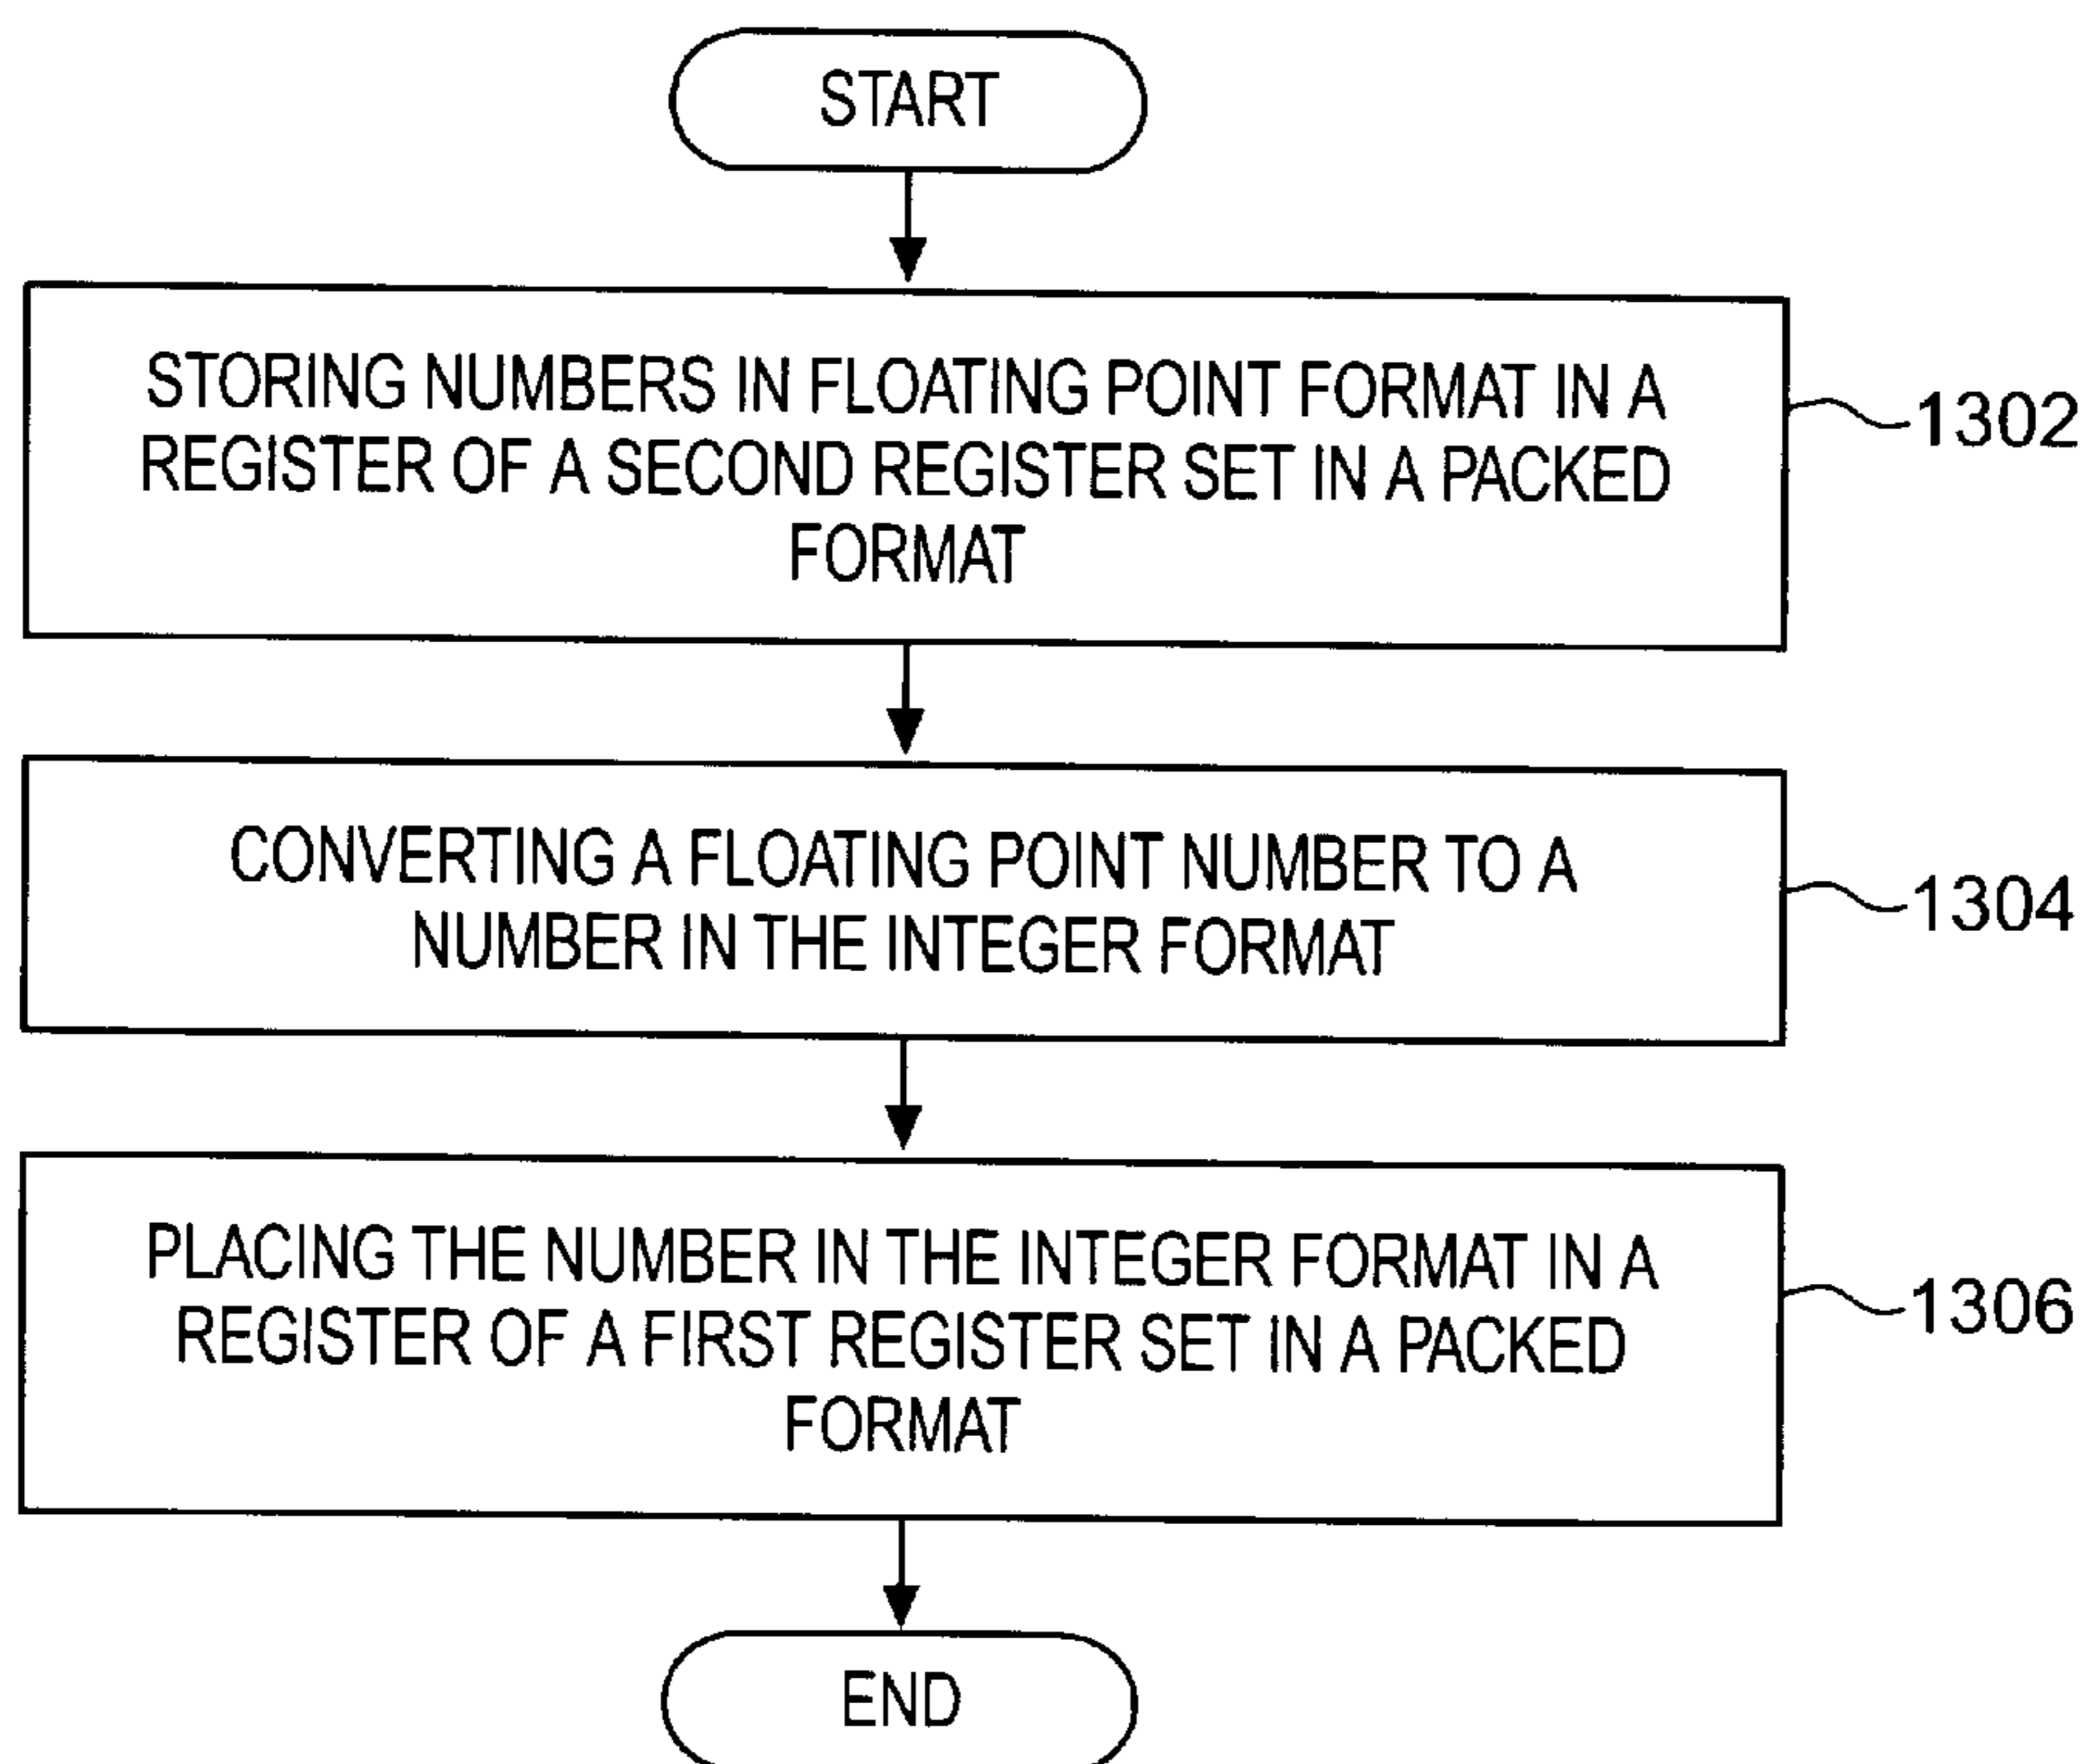 START
STORING NUMBERS IN FLOATING POINT FORMAT IN A
REGISTER OF A SECOND REGISTER SET IN A PACKED
FORMAT
1302
CONVERTING A FLOATING POINT NUMBER TO A
NUMBER IN THE INTEGER FORMAT
1304
PLACING THE NUMBER IN THE INTEGER FORMAT IN A
REGISTER OF A FIRST REGISTER SET IN A PACKED
FORMAT
1306
END